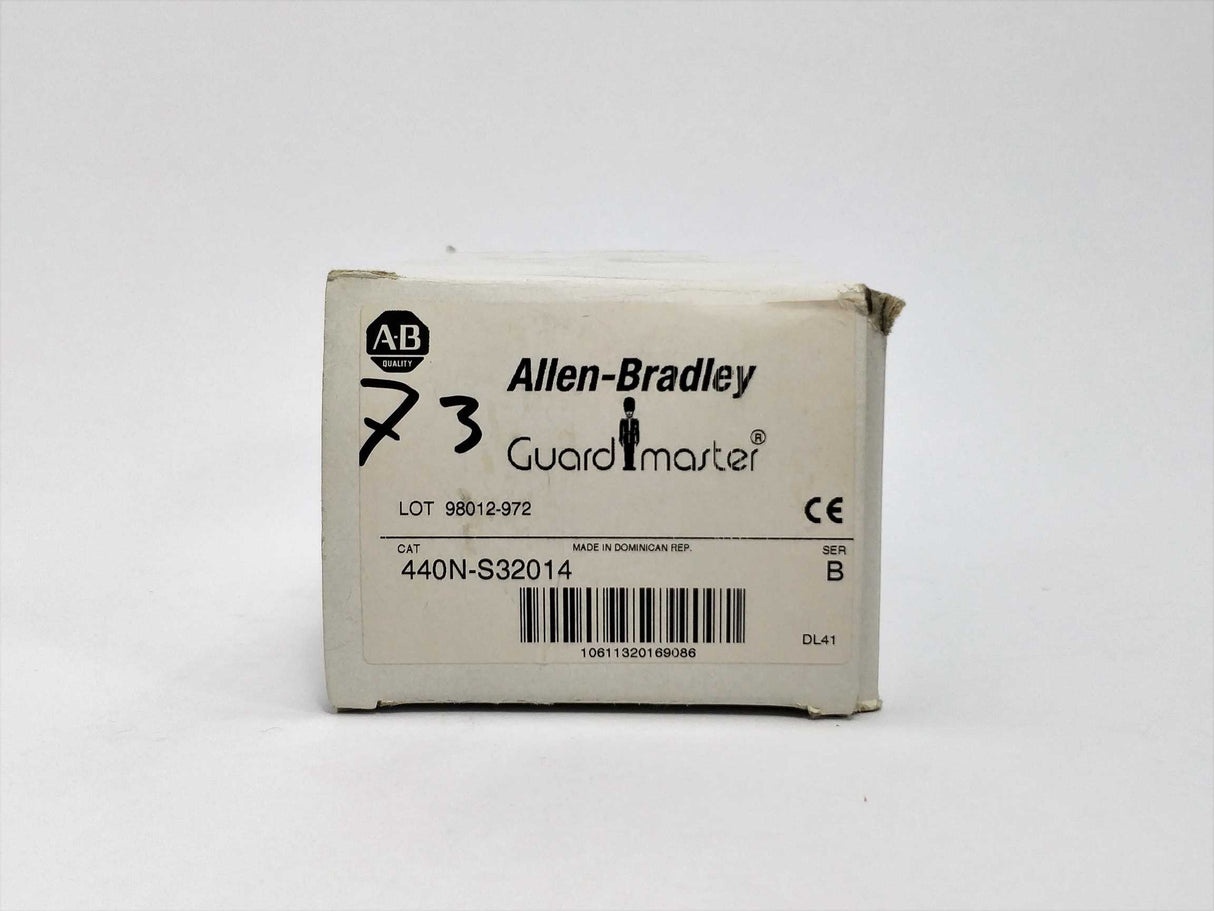 A·B
QUALITY
73
Allen-Bradley
Guardmaster®
LOT 98012-972
CE
CAT MADE IN DOMINICAN REP. SER
440N-S32014 B
10611320169086
DL41